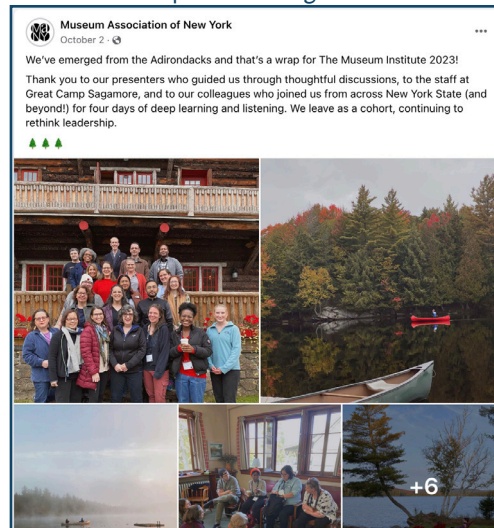 Museum Association of New York
October 2 ·
We've emerged from the Adirondacks and that's a wrap for The Museum Institute 2023!
Thank you to our presenters who guided us through thoughtful discussions, to the staff at
Great Camp Sagamore, and to our colleagues who joined us from across New York State (and
beyond!) for four days of deep learning and listening. We leave as a cohort, continuing to
rethink leadership.
+6